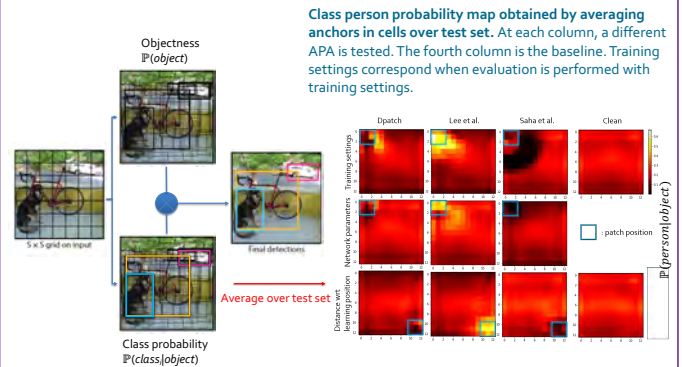 Class person probability map obtained by averaging
anchors in cells over test set. At each column, a different
APA is tested. The fourth column is the baseline. Training
settings correspond when evaluation is performed with
training settings.
Objectness
ℙ(object)
5 x 5 grid on input
Final detections
Class probability
ℙ(class|object)
Average over test set
Dpatch
Lee et al.
Saha et al.
Clean
Training settings
Network parameters
Distance wrt
learning position
: patch position
ℙ(person|object)